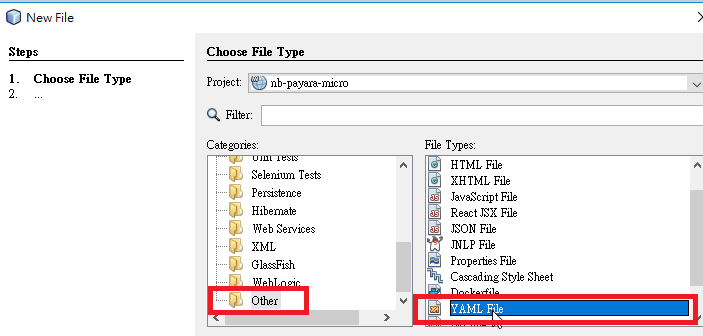 New File
Steps
1. Choose File Type
2. ...
Choose File Type
Project: nb-payara-micro
Filter:
Categories:
Unit Tests
Selenium Tests
Persistence
Hibernate
Web Services
XML
GlassFish
WebLogic
Other
File Types:
HTML File
XHTML File
JavaScript File
React JSX File
JSON File
JNLP File
Properties File
Cascading Style Sheet
Dockerfile
YAML File